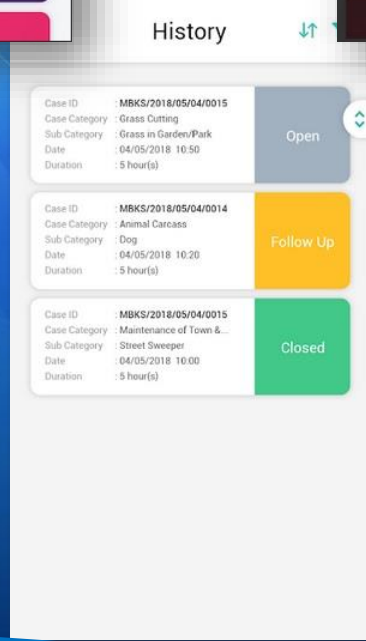 History
Case ID : MBKS/2018/05/04/0015
Case Category : Grass Cutting
Sub Category : Grass in Garden/Park
Date : 04/05/2018 10:50
Duration : 5 hour(s)
Open
Case ID : MBKS/2018/05/04/0014
Case Category : Animal Carcass
Sub Category : Dog
Date : 04/05/2018 10:20
Duration : 5 hour(s)
Follow Up
Case ID : MBKS/2018/05/04/0015
Case Category : Maintenance of Town &...
Sub Category : Street Sweeper
Date : 04/05/2018 10:00
Duration : 5 hour(s)
Closed